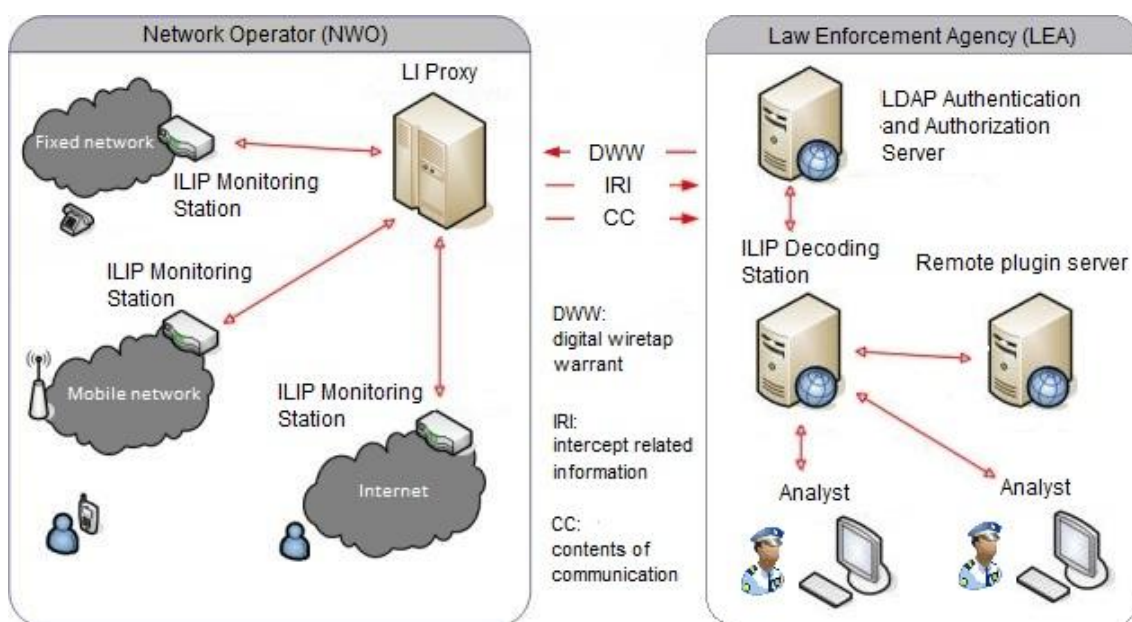 Network Operator (NWO)
LI Proxy
Fixed network
ILIP Monitoring
Station
ILIP Monitoring
Station
Mobile network
ILIP Monitoring
Station
Internet
DWW
IRI
CC
DWW:
digital wiretap
warrant
IRI:
intercept related
information
CC:
contents of
communication
Law Enforcement Agency (LEA)
LDAP Authentication
and Authorization
Server
ILIP Decoding
Station
Remote plugin server
Analyst
Analyst